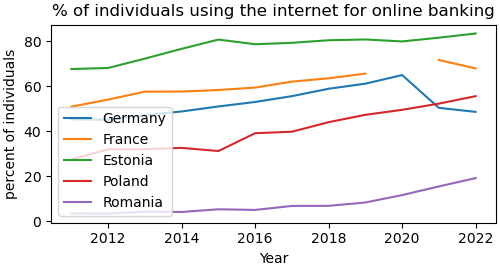 % of individuals using the internet for online banking
percent of individuals
80
60
40
20
0
Germany
France
Estonia
Poland
Romania
2012 2014 2016 2018 2020 2022
Year